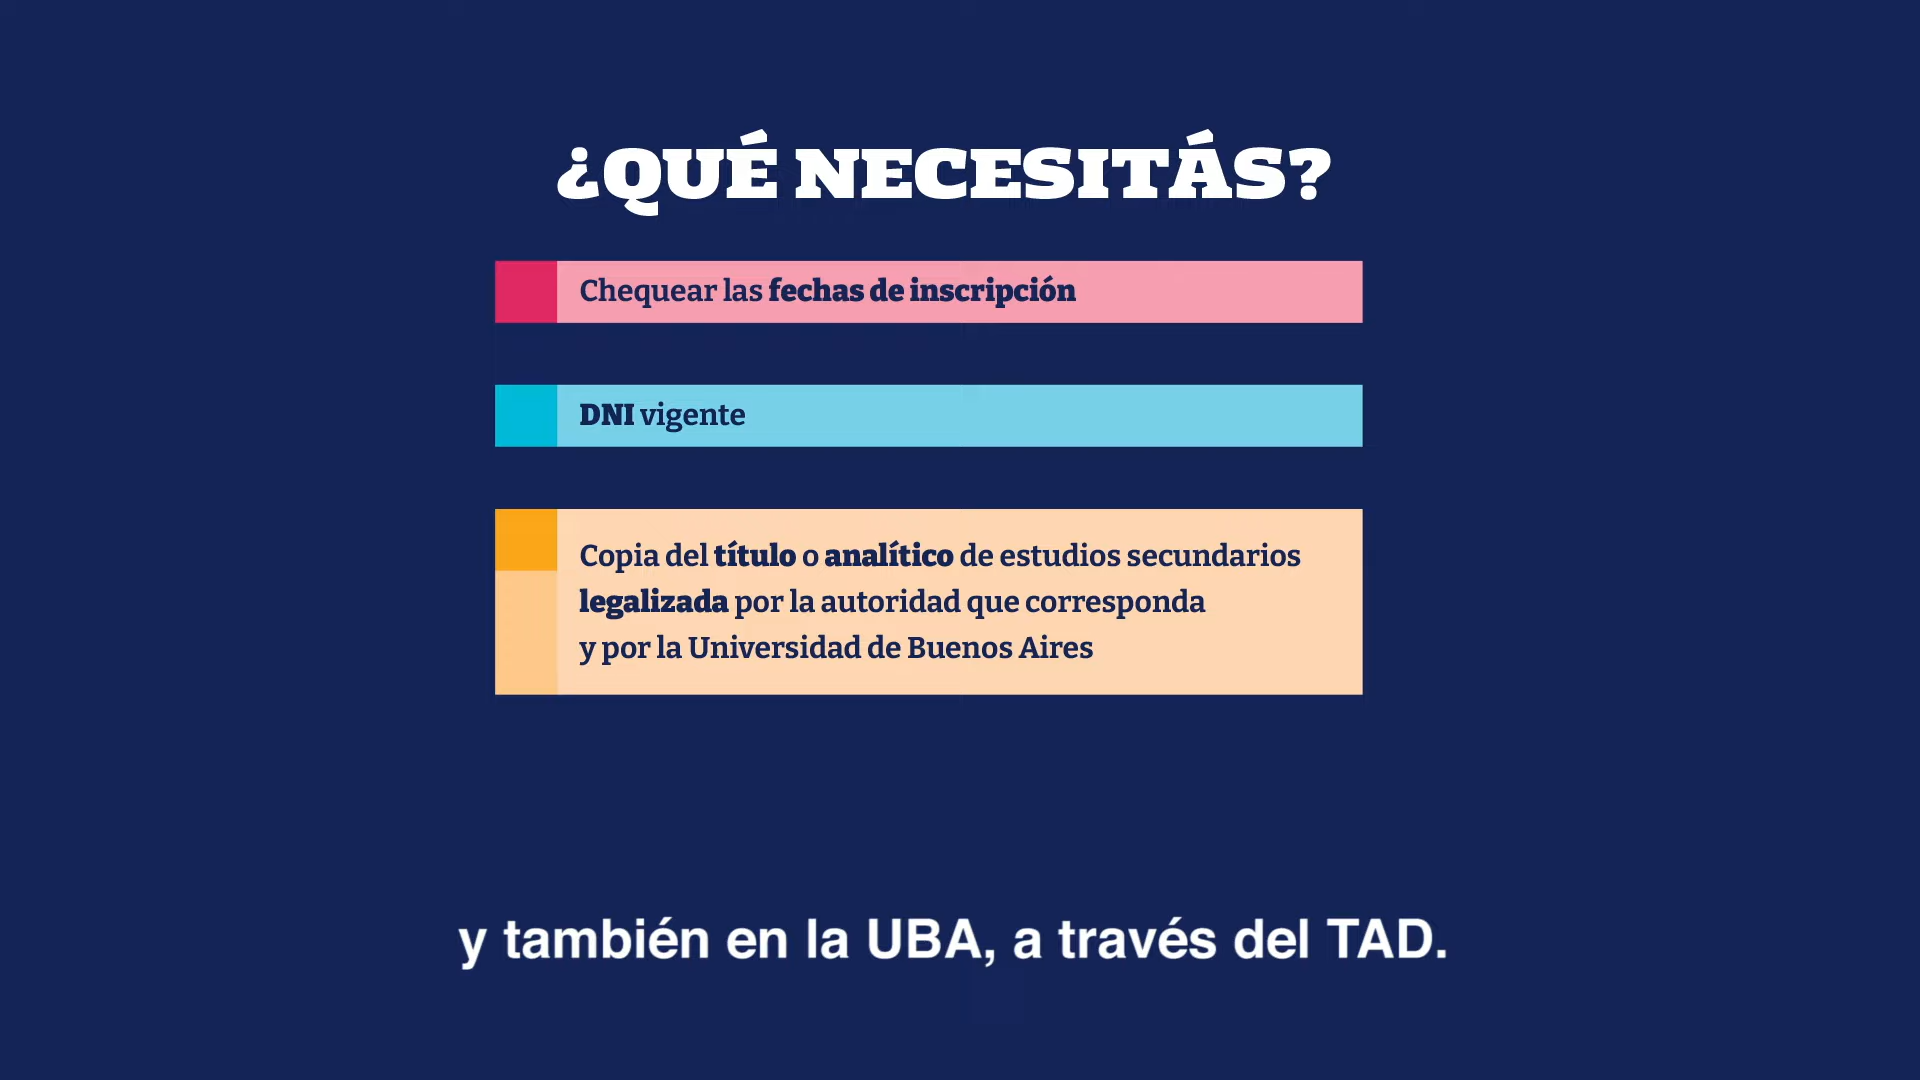 ¿QUÉ NECESITÁS?
Chequear las fechas de inscripción
DNI vigente
Copia del título o analítico de estudios secundarios
legalizada por la autoridad que corresponda
y por la Universidad de Buenos Aires
y también en la UBA, a través del TAD.